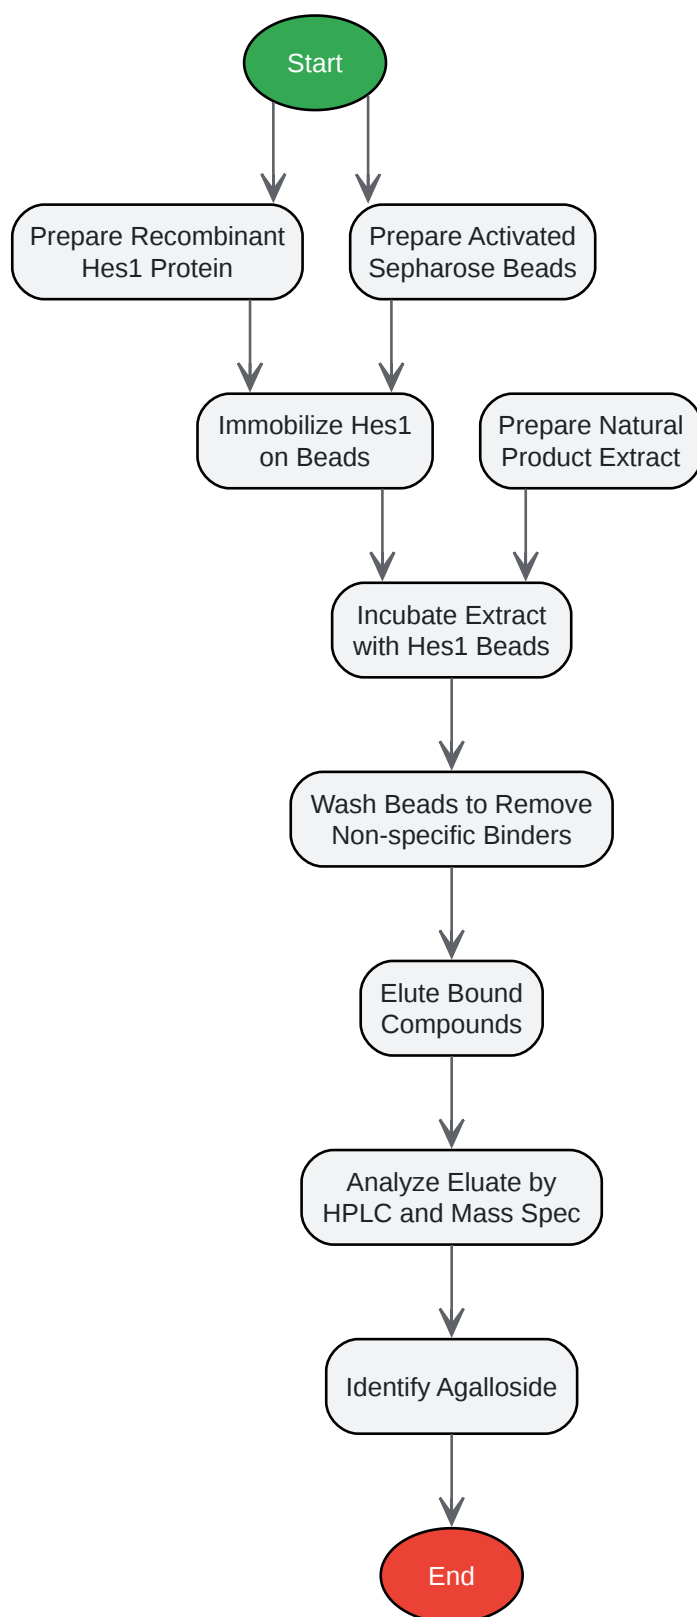 Start
Prepare Recombinant
Hes1 Protein
Prepare Activated
Sepharose Beads
Immobilize Hes1
on Beads
Prepare Natural
Product Extract
Incubate Extract
with Hes1 Beads
Wash Beads to Remove
Non-specific Binders
Elute Bound
Compounds
Analyze Eluate by
HPLC and Mass Spec
Identify Agalloside
End